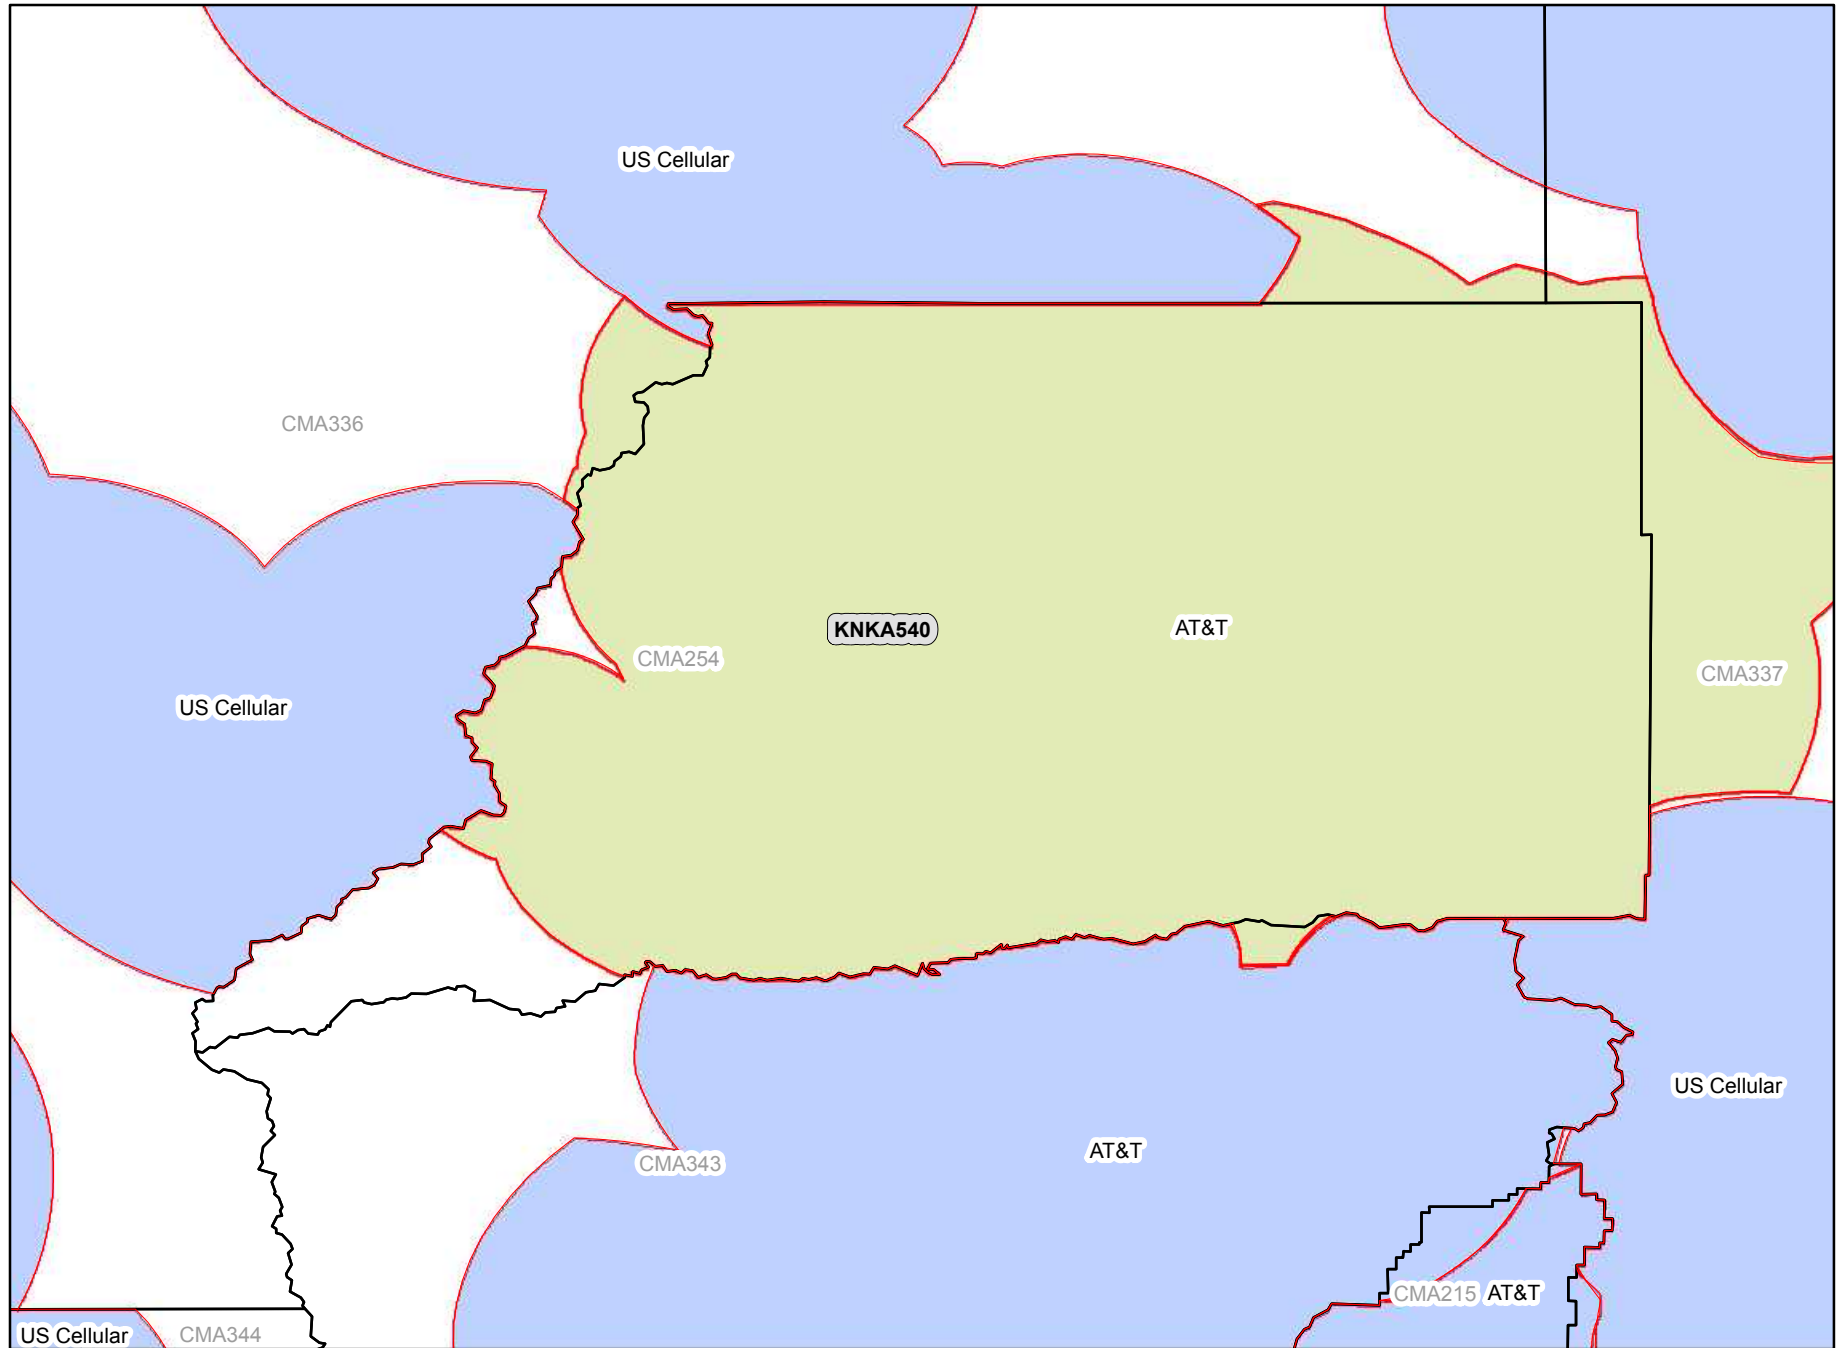 US Cellular
CMA336
KNKA540
AT&T
CMA254
CMA337
US Cellular
US Cellular
AT&T
CMA343
CMA215
AT&T
US Cellular
CMA344